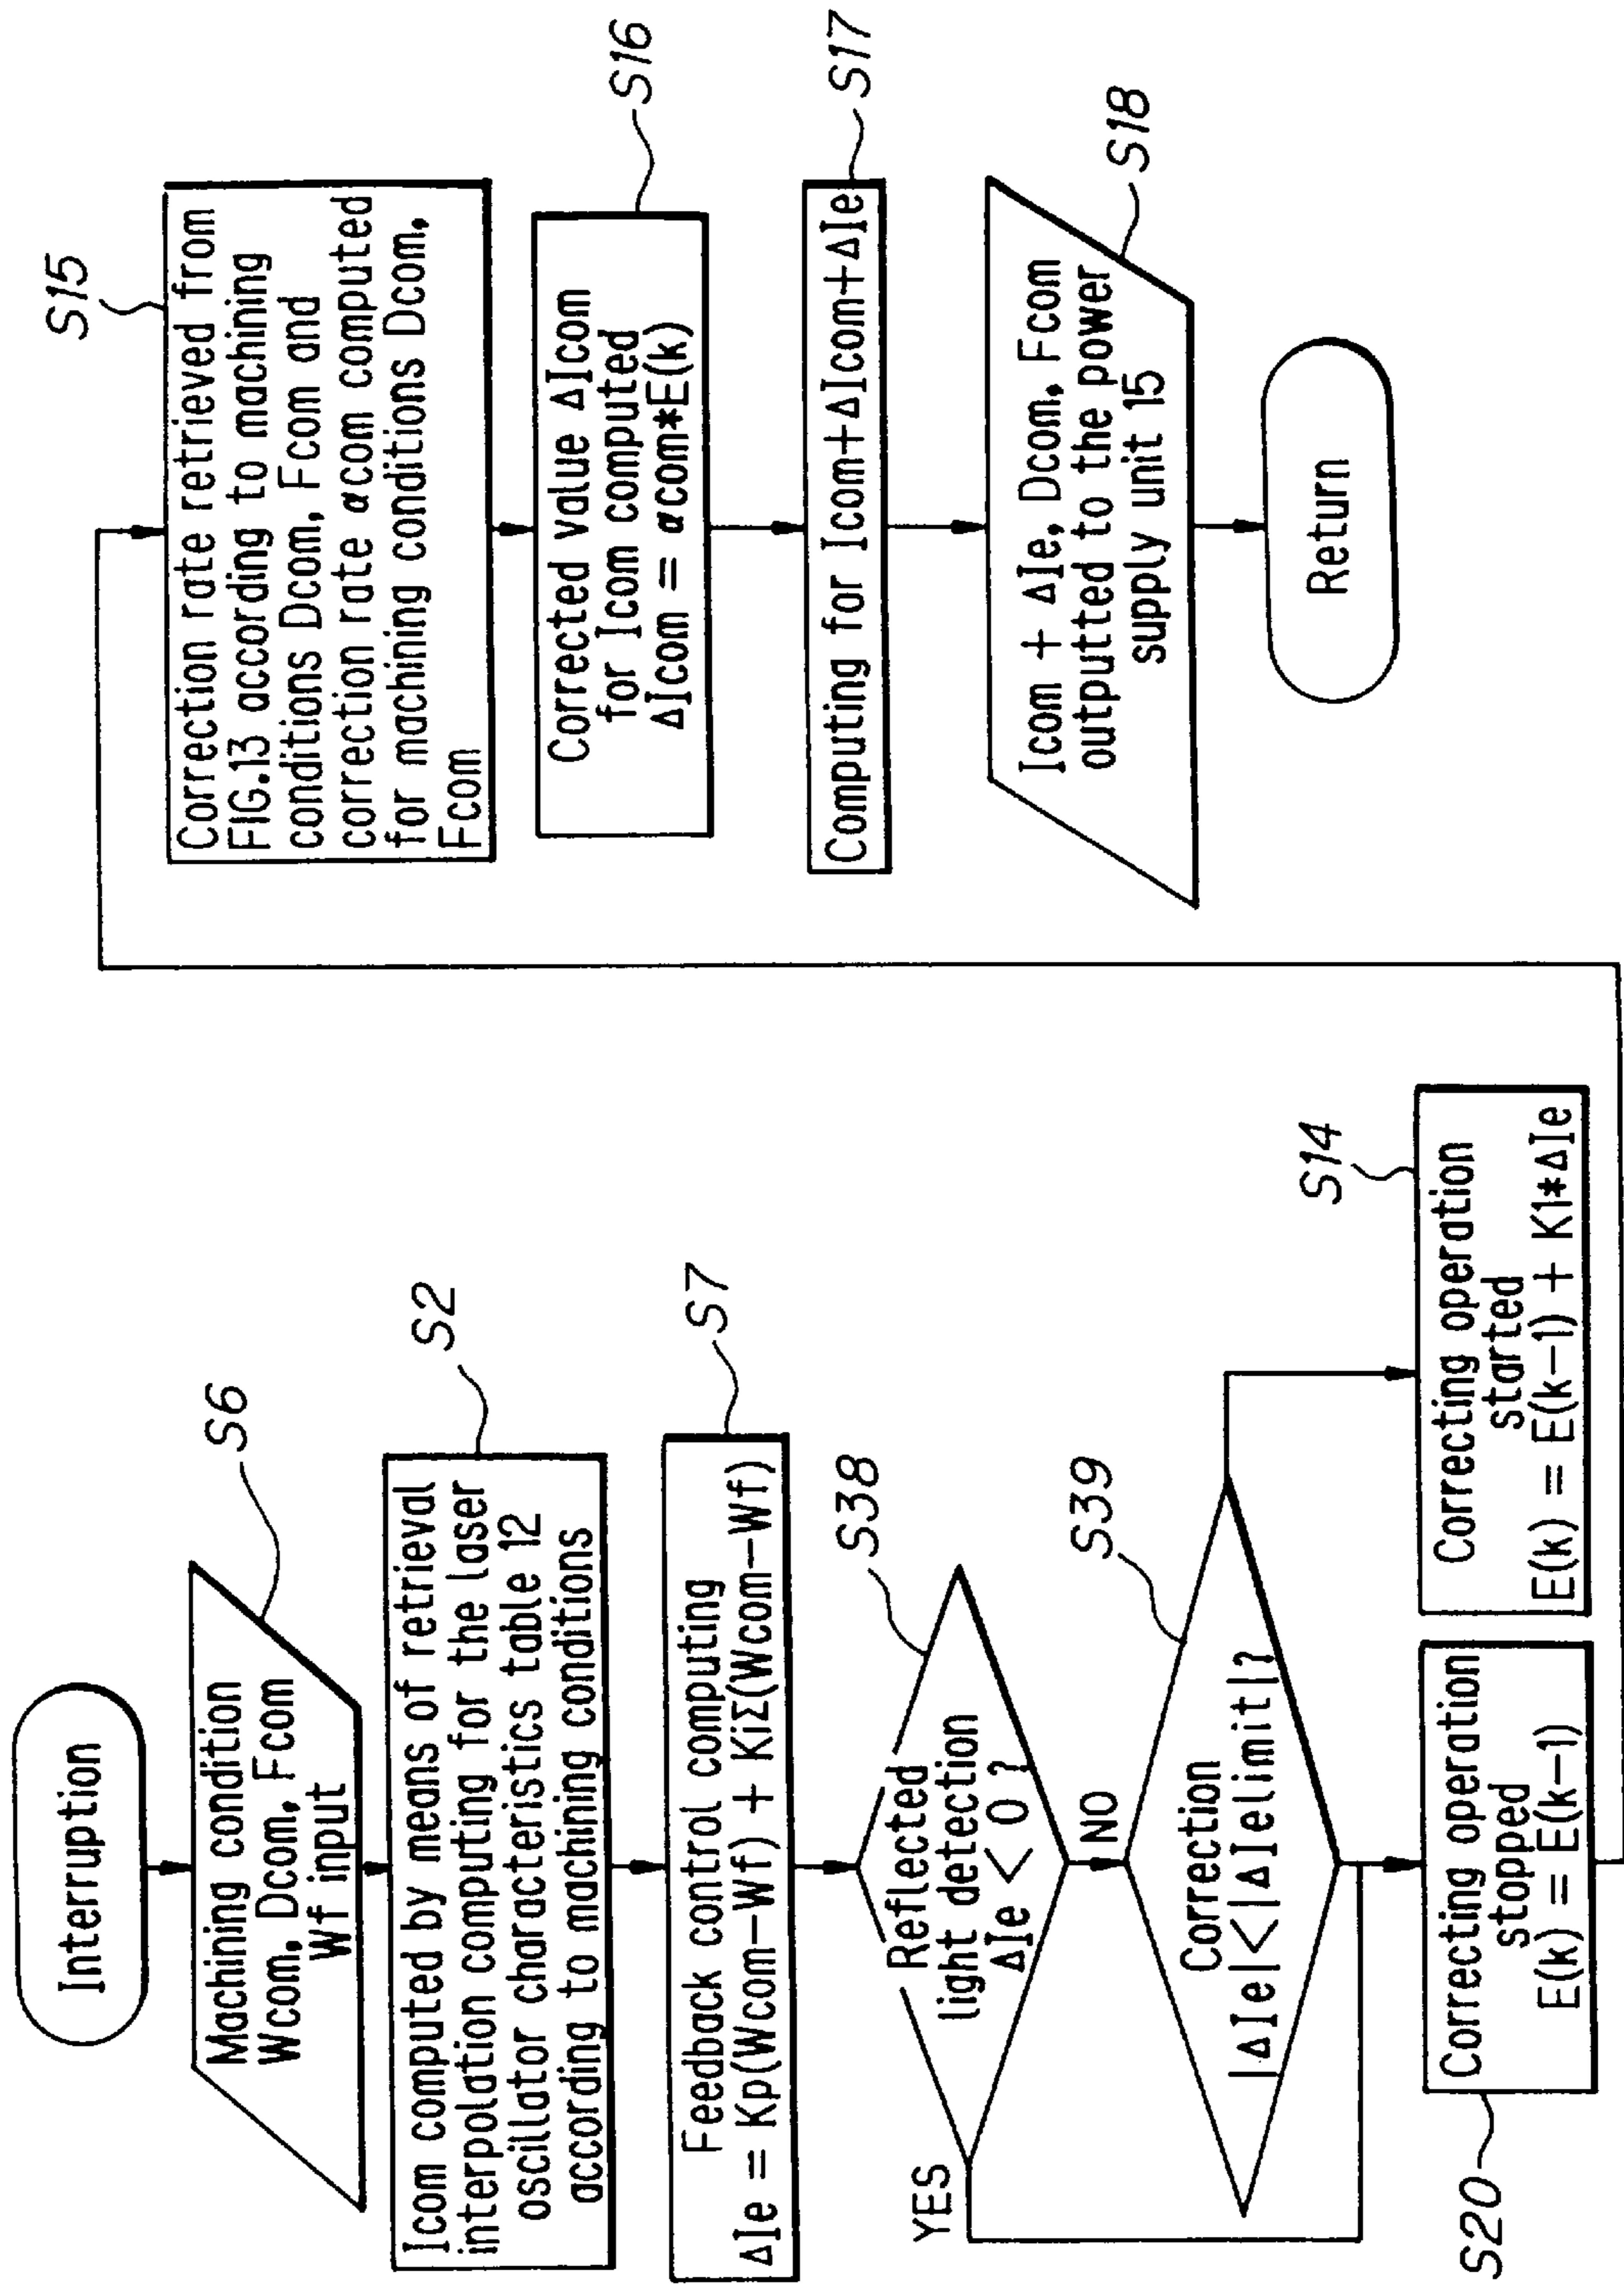 Interruption
Machining condition
Wcom, Dcom, Fcom
Wf input
S6
Icom computed by means of retrieval
interpolation computing for the laser
oscillator characteristics table 12
according to machining conditions
S2
Feedback control computing
ΔIe = Kp(Wcom-Wf) + KiΣ(Wcom-Wf)
S7
Reflected
light detection
ΔIe < 0 ?
S38
YES
NO
Correction
|ΔIe|<|ΔIelimit|?
S39
Correcting operation
stopped
E(k) = E(k-1)
S20
Correcting operation
started
E(k) = E(k-1) + K1*ΔIe
S14
Correction rate retrieved from
FIG.13 according to machining
conditions Dcom, Fcom and
correction rate αcom computed
for machining conditions Dcom,
Fcom
S15
Corrected value ΔIcom
for Icom computed
ΔIcom = αcom*E(k)
S16
Computing for Icom+ΔIcom+ΔIe
S17
Icom + ΔIe, Dcom, Fcom
outputted to the power
supply unit 15
S18
Return